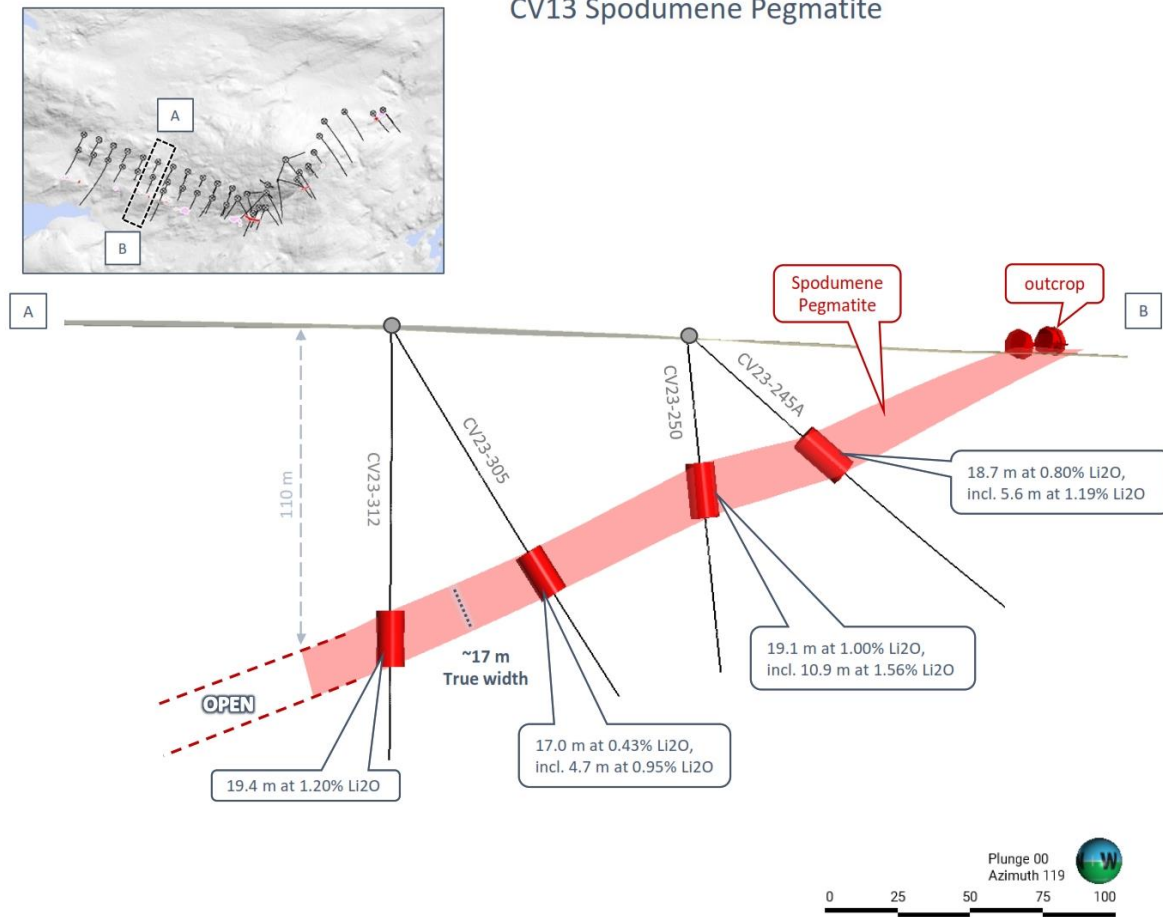 CV13 Spodumene Pegmatite
A
B
A
B
Spodumene
Pegmatite
outcrop
110 m
CV23-312
CV23-305
CV23-250
CV23-245A
18.7 m at 0.80% Li2O,
incl. 5.6 m at 1.19% Li2O
19.1 m at 1.00% Li2O,
incl. 10.9 m at 1.56% Li2O
~17 m
True width
OPEN
17.0 m at 0.43% Li2O,
incl. 4.7 m at 0.95% Li2O
19.4 m at 1.20% Li2O
Plunge 00
Azimuth 119
W
0 25 50 75 100